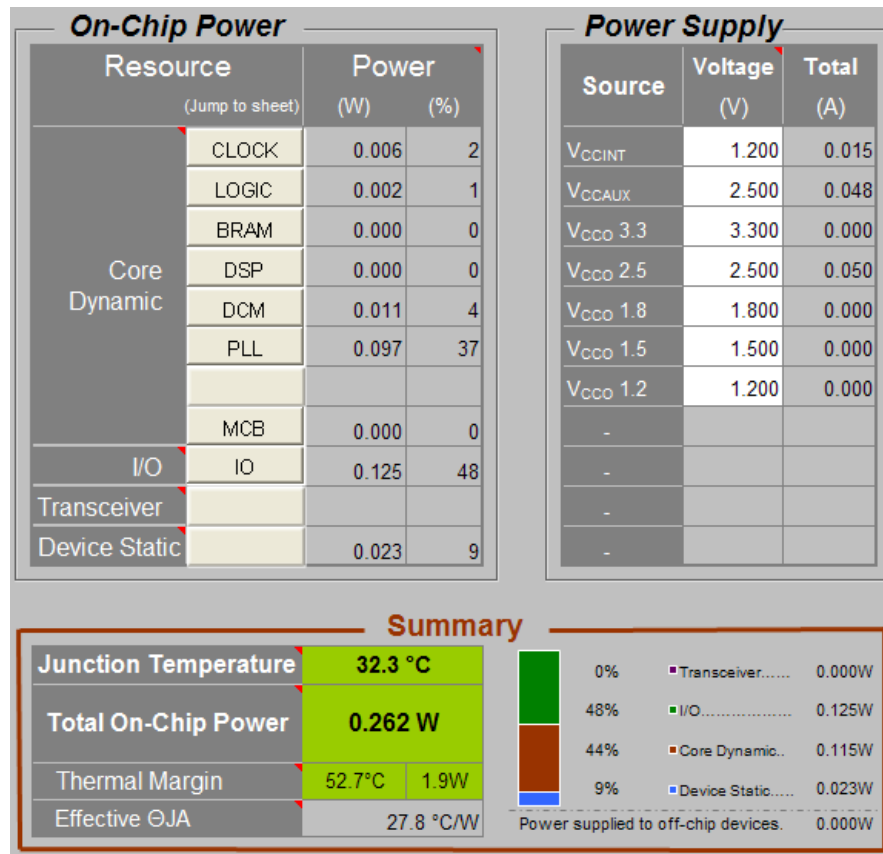 On-Chip Power
Resource Power
(Jump to sheet) (W) (%)
Core Dynamic
CLOCK 0.006 2
LOGIC 0.002 1
BRAM 0.000 0
DSP 0.000 0
DCM 0.011 4
PLL 0.097 37
MCB 0.000 0
I/O IO 0.125 48
Transceiver
Device Static 0.023 9
Power Supply
Source Voltage Total
(V) (A)
VCCINT 1.200 0.015
VCCAUX 2.500 0.048
VCCO 3.3 3.300 0.000
VCCO 2.5 2.500 0.050
VCCO 1.8 1.800 0.000
VCCO 1.5 1.500 0.000
VCCO 1.2 1.200 0.000
-
-
-
-
Summary
Junction Temperature 32.3 °C
Total On-Chip Power 0.262 W
Thermal Margin 52.7°C 1.9W
Effective ΘJA 27.8 °C/W
0% Transceiver...... 0.000W
48% I/O.................. 0.125W
44% Core Dynamic.. 0.115W
9% Device Static..... 0.023W
Power supplied to off-chip devices. 0.000W